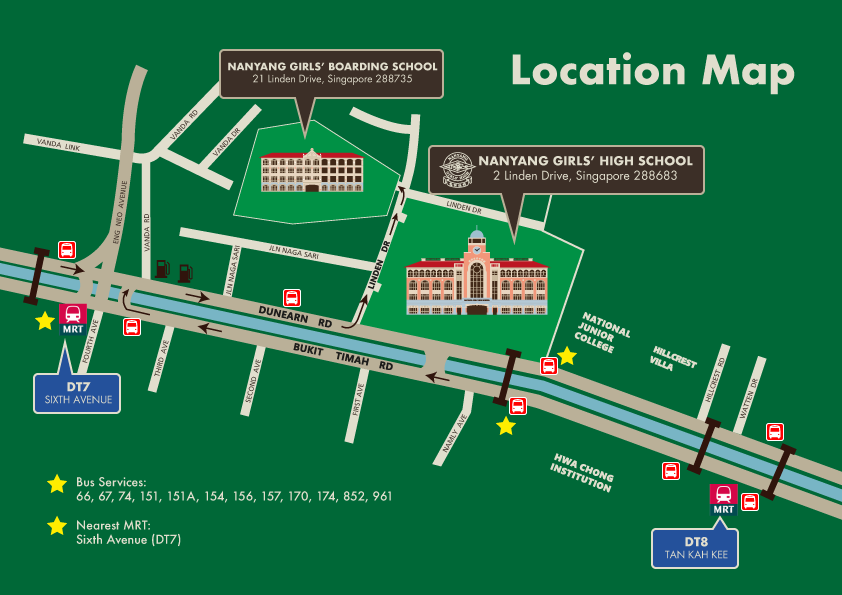 Location Map
NANYANG GIRLS' BOARDING SCHOOL
21 Linden Drive, Singapore 288735
NANYANG GIRLS' HIGH SCHOOL
2 Linden Drive, Singapore 288683
NANYANG
VANDA LINK
VANDA RD
VANDA DR
ENG NEO AVENUE
VANDA RD
JLN NAGA SARI
JLN NAGA SARI
LINDEN DR
LINDEN DR
DUNEARN RD
BUKIT TIMAH RD
MRT
DT7
SIXTH AVENUE
FOURTH AVE
THIRD AVE
SECOND AVE
FIRST AVE
NAMLY AVE
NATIONAL
JUNIOR
COLLEGE
HILLCREST
VILLA
HILLCREST RD
WATTEN DR
HWA CHONG
INSTITUTION
MRT
DT8
TAN KAH KEE
Bus Services:
66, 67, 74, 151, 151A, 154, 156, 157, 170, 174, 852, 961
Nearest MRT:
Sixth Avenue (DT7)